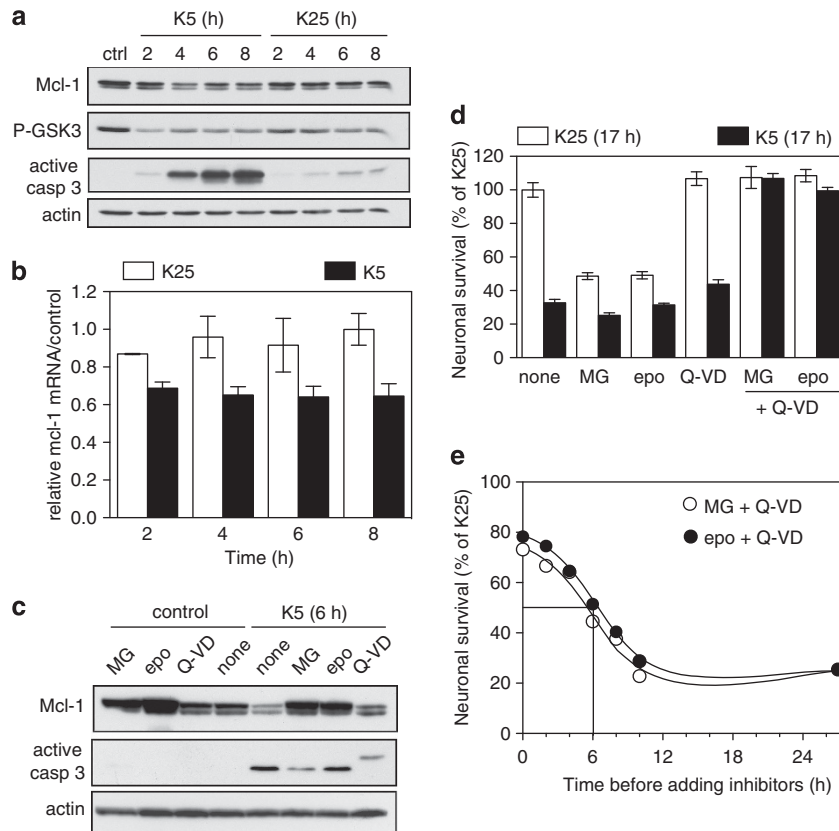 a
K5 (h) K25 (h)
ctrl 2 4 6 8 2 4 6 8
Mcl-1
P-GSK3
active
casp 3
actin
b
K25 K5
relative mcl-1 mRNA/control
1.2
1.0
0.8
0.6
0.4
0.2
0.0
2 4 6 8
Time (h)
c
control K5 (6 h)
MG epo Q-VD none none MG epo Q-VD
Mcl-1
active
casp 3
actin
d
K25 (17 h) K5 (17 h)
Neuronal survival (% of K25)
120
100
80
60
40
20
0
none MG epo Q-VD MG epo
+ Q-VD
e
MG + Q-VD
epo + Q-VD
Neuronal survival (% of K25)
100
80
60
40
20
0
0 6 12 18 24
Time before adding inhibitors (h)